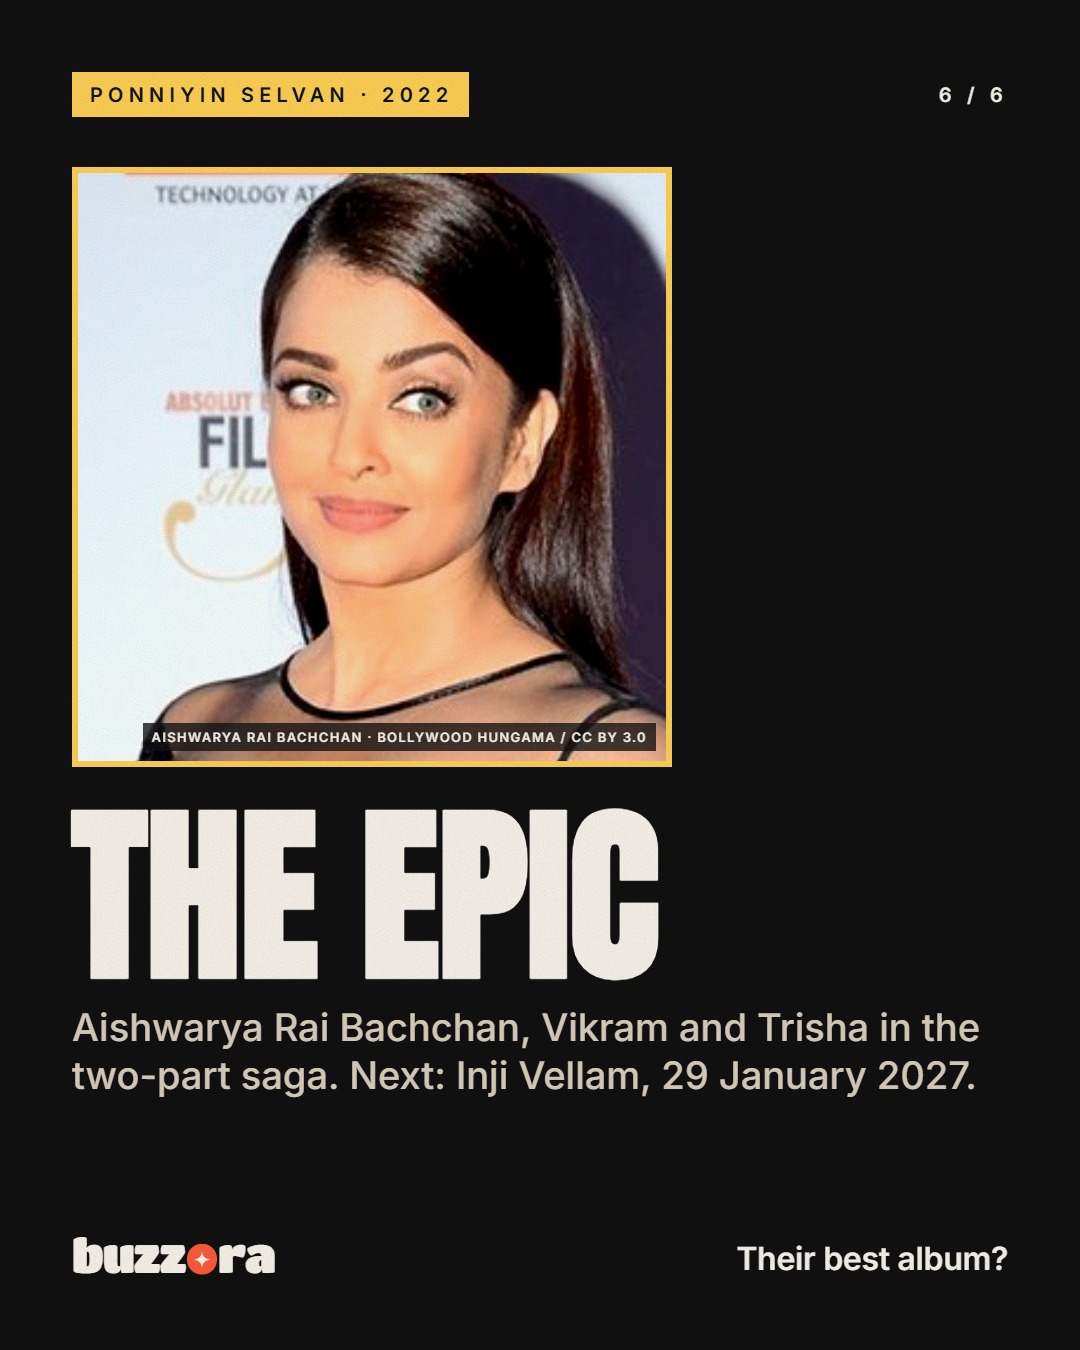 PONNIYIN SELVAN · 2022
6 / 6
TECHNOLOGY AT
ABSOLUT
FIL
Glam
AISHWARYA RAI BACHCHAN · BOLLYWOOD HUNGAMA / CC BY 3.0
THE EPIC
Aishwarya Rai Bachchan, Vikram and Trisha in the
two-part saga. Next: Inji Vellam, 29 January 2027.
buzzora
Their best album?